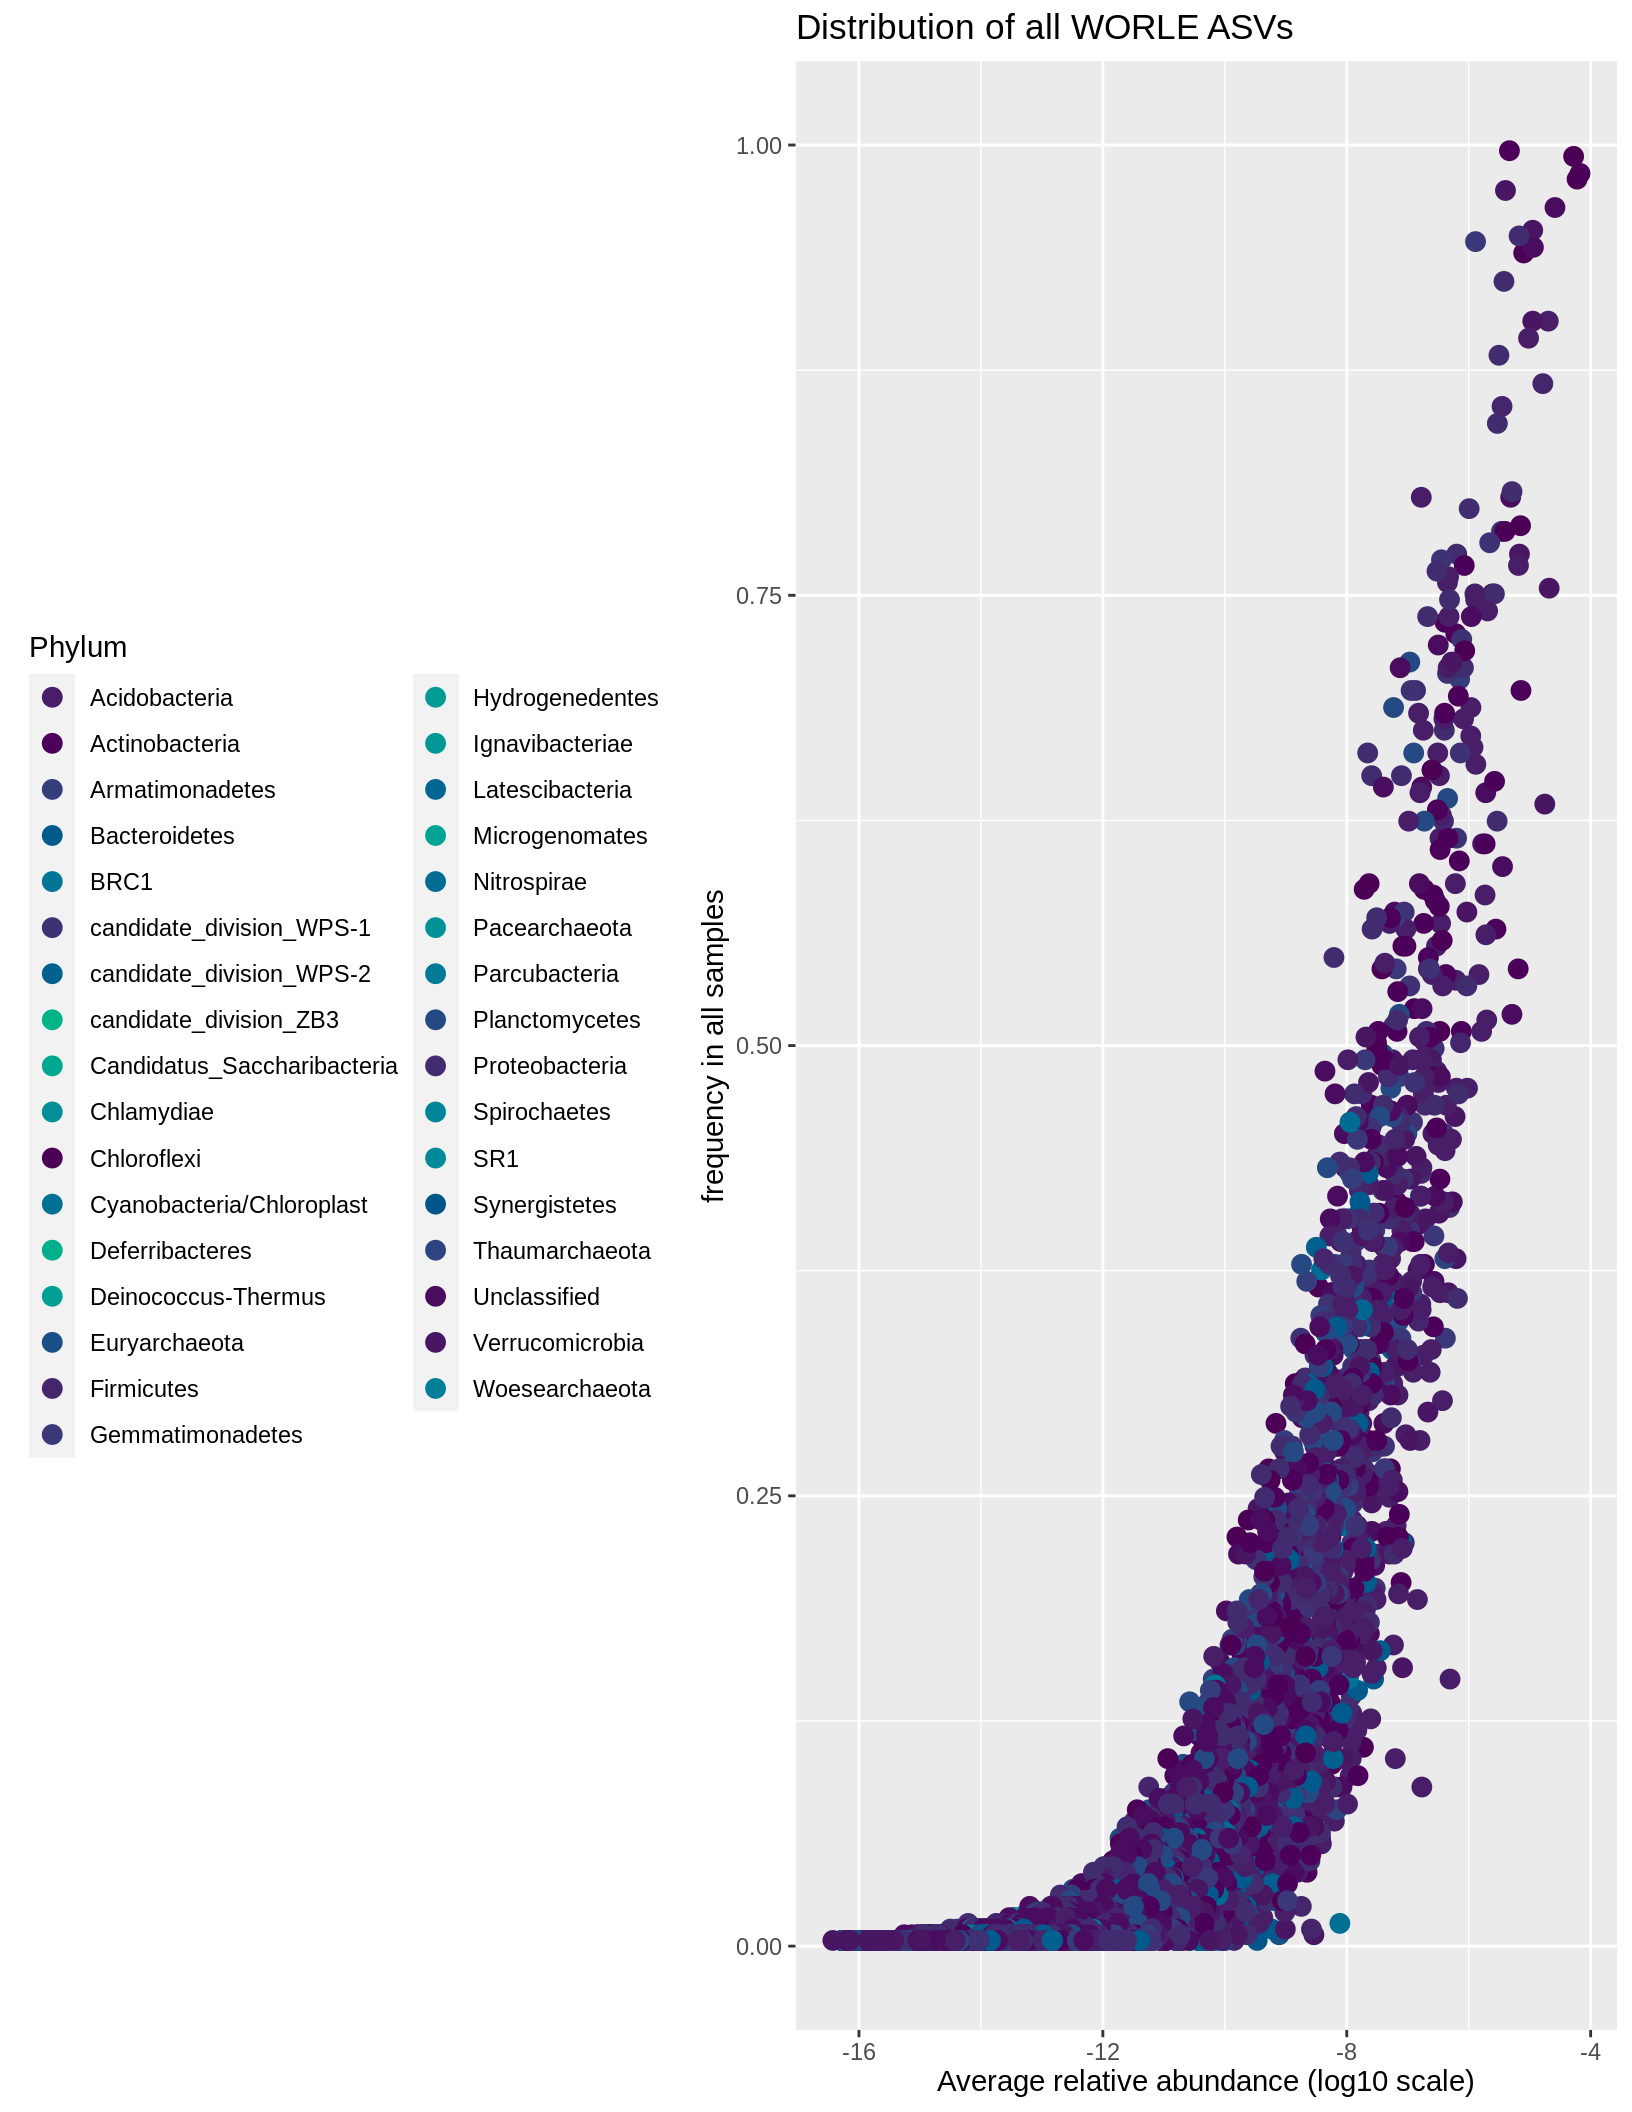 Distribution of all WORLE ASVs
Phylum
Acidobacteria
Actinobacteria
Armatimonadetes
Bacteroidetes
BRC1
candidate_division_WPS-1
candidate_division_WPS-2
candidate_division_ZB3
Candidatus_Saccharibacteria
Chlamydiae
Chloroflexi
Cyanobacteria/Chloroplast
Deferribacteres
Deinococcus-Thermus
Euryarchaeota
Firmicutes
Gemmatimonadetes
Hydrogenedentes
Ignavibacteriae
Latescibacteria
Microgenomates
Nitrospirae
Pacearchaeota
Parcubacteria
Planctomycetes
Proteobacteria
Spirochaetes
SR1
Synergistetes
Thaumarchaeota
Unclassified
Verrucomicrobia
Woesearchaeota
frequency in all samples
1.00
0.75
0.50
0.25
0.00
-16
-12
-8
-4
Average relative abundance (log10 scale)